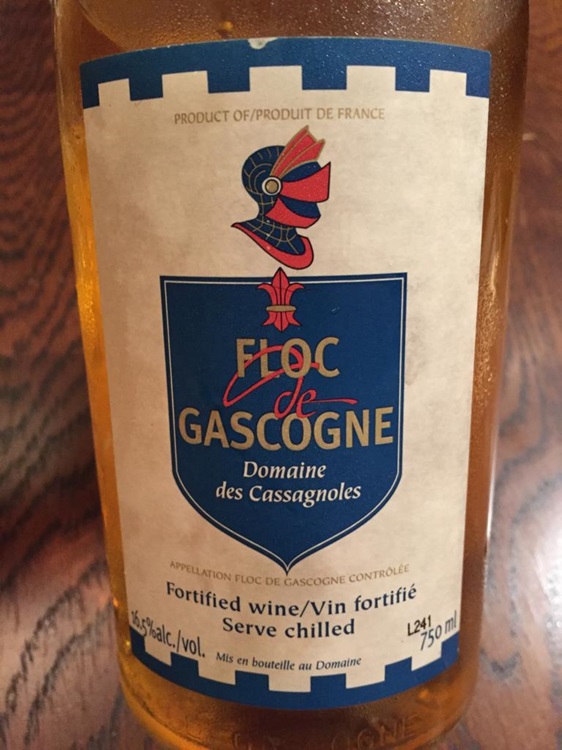 PRODUCT OF/PRODUIT DE FRANCE
FLOC
de
GASCOGNE
Domaine
des Cassagnoles
APPELLATION FLOC DE GASCOGNE CONTRÔLÉE
Fortified wine/Vin fortifié
Serve chilled
16,5%alc./vol.
L241
750 ml
Mis en bouteille au Domaine
GASCOGNE